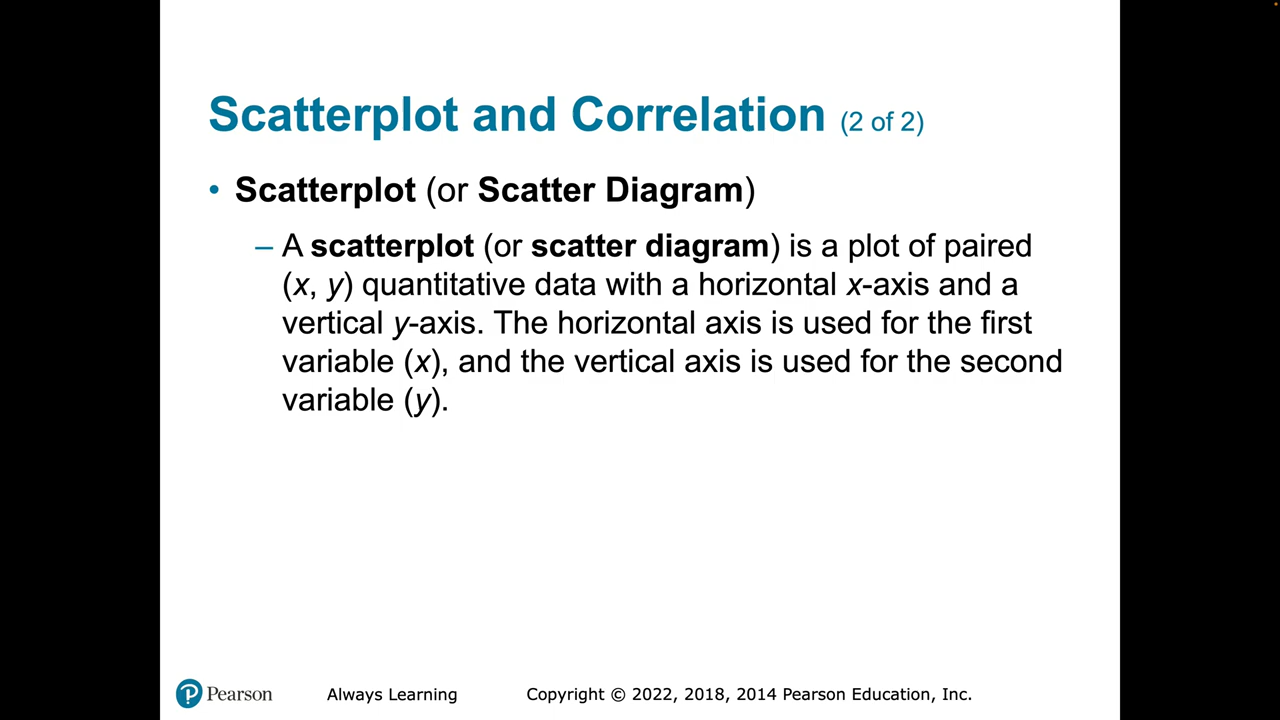 Scatterplot and Correlation (2 of 2)
• Scatterplot (or Scatter Diagram)
– A scatterplot (or scatter diagram) is a plot of paired
(x, y) quantitative data with a horizontal x-axis and a
vertical y-axis. The horizontal axis is used for the first
variable (x), and the vertical axis is used for the second
variable (y).
P Pearson Always Learning Copyright © 2022, 2018, 2014 Pearson Education, Inc.